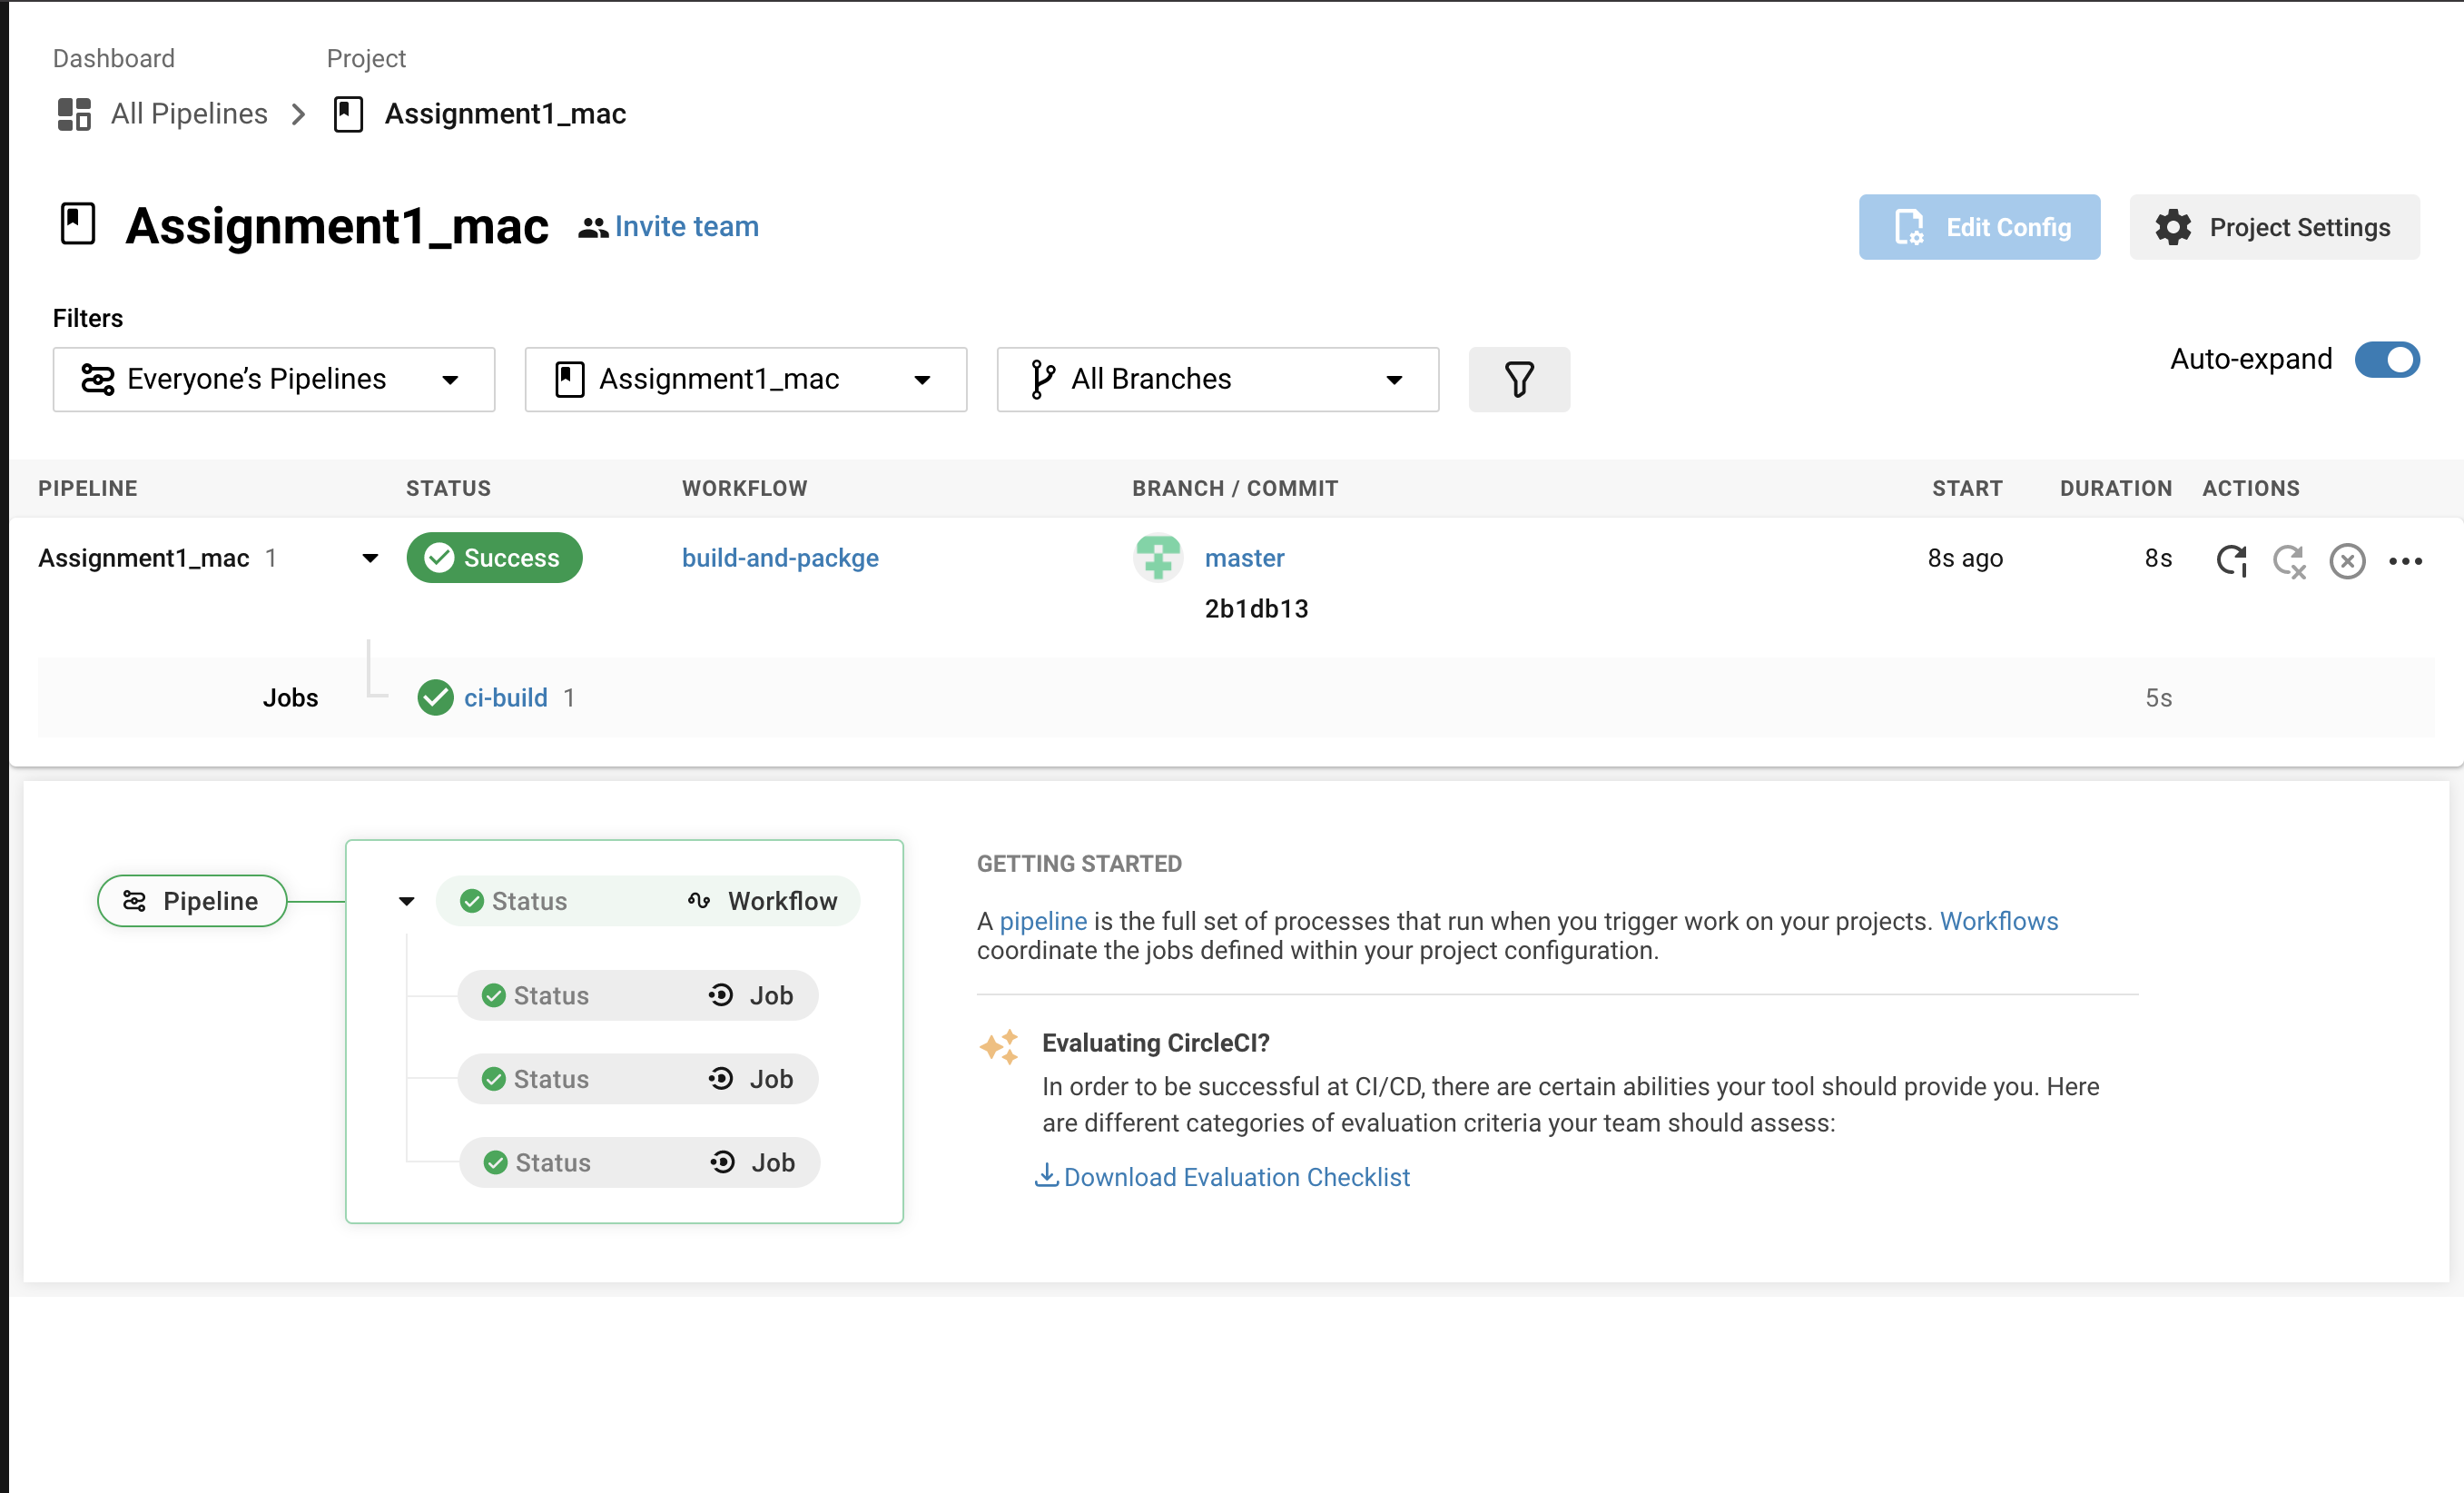 Dashboard Project
All Pipelines Assignment1_mac
Assignment1_mac Invite team Edit Config Project Settings
Filters
Everyone’s Pipelines Assignment1_mac All Branches Auto-expand
PIPELINE STATUS WORKFLOW BRANCH / COMMIT START DURATION ACTIONS
Assignment1_mac 1 Success build-and-packge master 8s ago 8s
2b1db13
Jobs ci-build 1 5s
Pipeline Status Workflow
Status Job
Status Job
Status Job
GETTING STARTED
A pipeline is the full set of processes that run when you trigger work on your projects. Workflows
coordinate the jobs defined within your project configuration.
Evaluating CircleCI?
In order to be successful at CI/CD, there are certain abilities your tool should provide you. Here
are different categories of evaluation criteria your team should assess:
Download Evaluation Checklist